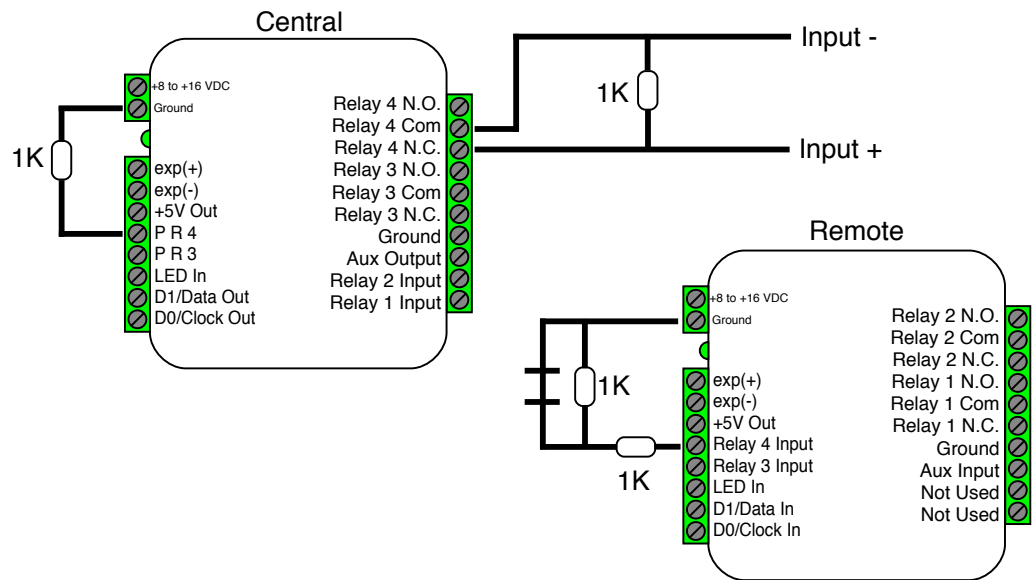 Central
+8 to +16 VDC
Ground
1K
exp(+)
exp(-)
+5V Out
P R 4
P R 3
LED In
D1/Data Out
D0/Clock Out
Relay 4 N.O.
Relay 4 Com
Relay 4 N.C.
Relay 3 N.O.
Relay 3 Com
Relay 3 N.C.
Ground
Aux Output
Relay 2 Input
Relay 1 Input
Input -
1K
Input +
Remote
+8 to +16 VDC
Ground
1K
1K
exp(+)
exp(-)
+5V Out
Relay 4 Input
Relay 3 Input
LED In
D1/Data In
D0/Clock In
Relay 2 N.O.
Relay 2 Com
Relay 2 N.C.
Relay 1 N.O.
Relay 1 Com
Relay 1 N.C.
Ground
Aux Input
Not Used
Not Used